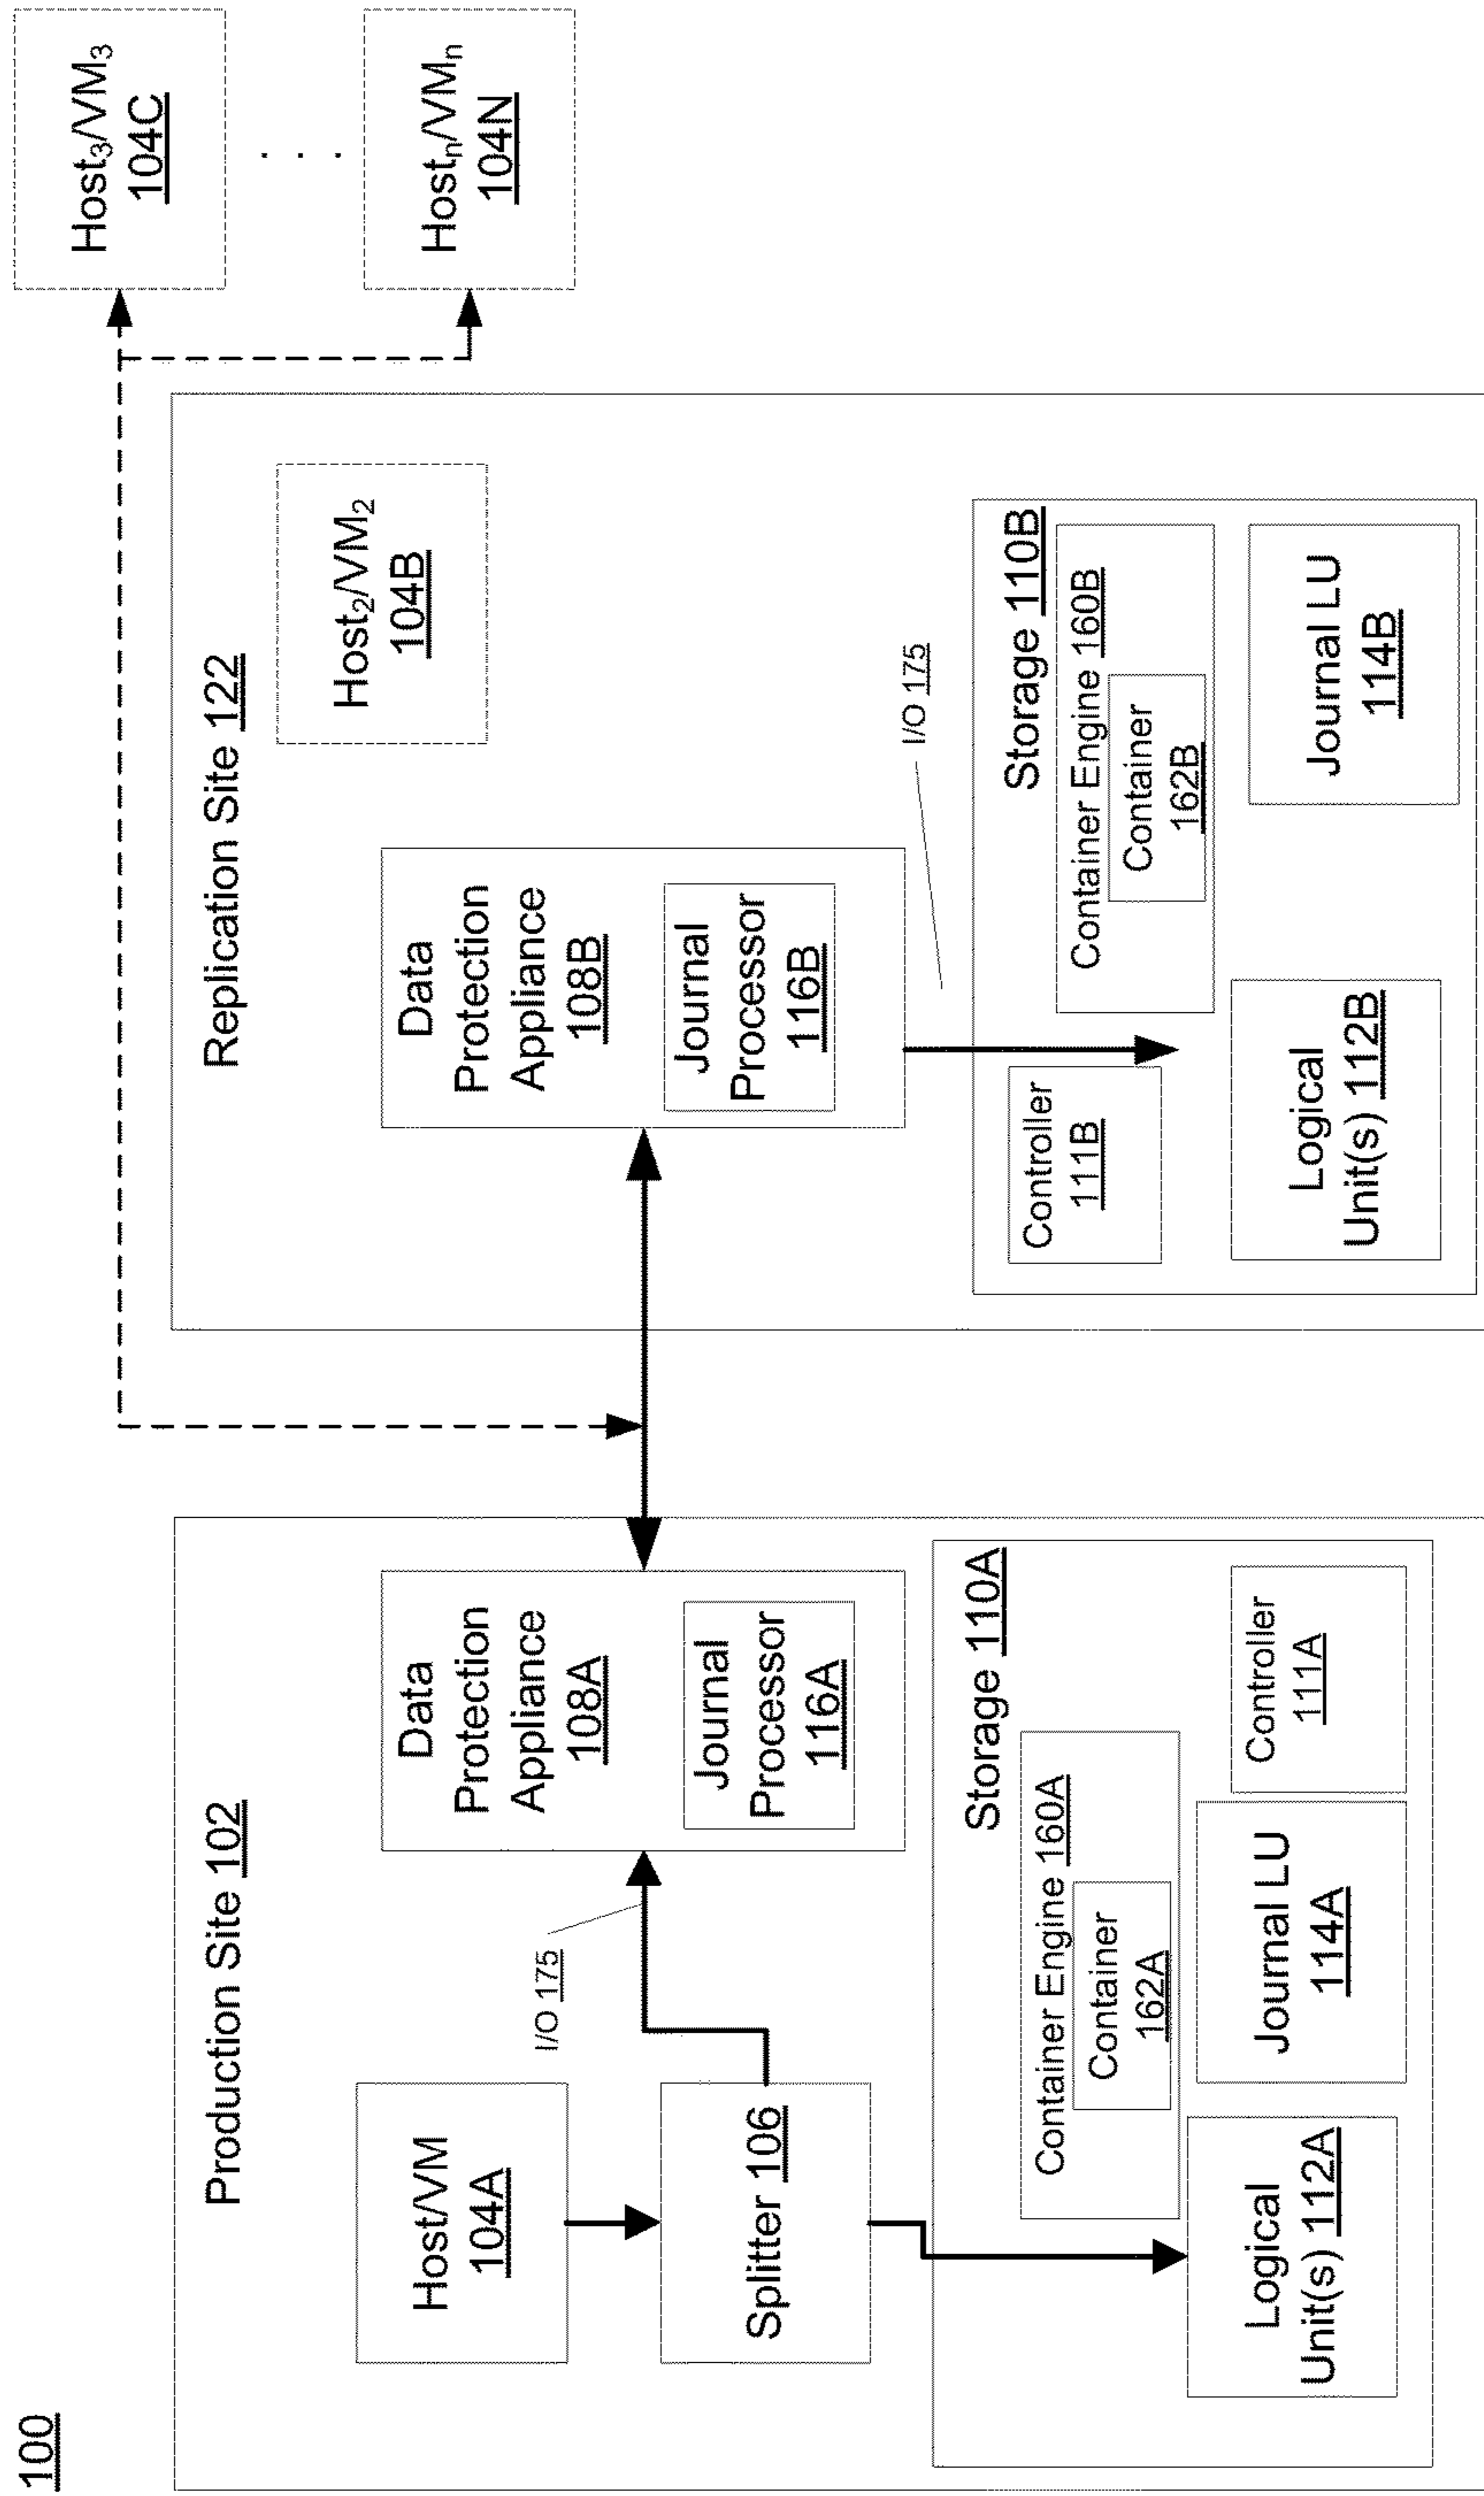 100
Production Site 102
Host/VM
104A
Splitter 106
I/O 175
Data
Protection
Appliance
108A
Journal
Processor
116A
Storage 110A
Container Engine 160A
Container
162A
Logical
Unit(s) 112A
Journal LU
114A
Controller
111A
Replication Site 122
Host2/VM2
104B
Data
Protection
Appliance
108B
Journal
Processor
116B
I/O 175
Storage 110B
Controller
111B
Container Engine 160B
Container
162B
Logical
Unit(s) 112B
Journal LU
114B
Host3/VM3
104C
. . .
Hostn/VMn
104N